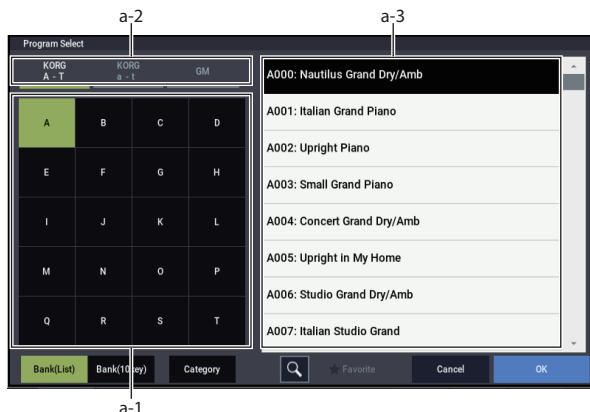 a-2 a-3
Program Select
KORG KORG GM
A - T a - t
A B C D
E F G H
I J K L
M N O P
Q R S T
A000: Nautilus Grand Dry/Amb
A001: Italian Grand Piano
A002: Upright Piano
A003: Small Grand Piano
A004: Concert Grand Dry/Amb
A005: Upright in My Home
A006: Studio Grand Dry/Amb
A007: Italian Studio Grand
Bank(List) Bank(10key) Category Favorite Cancel OK
a-1